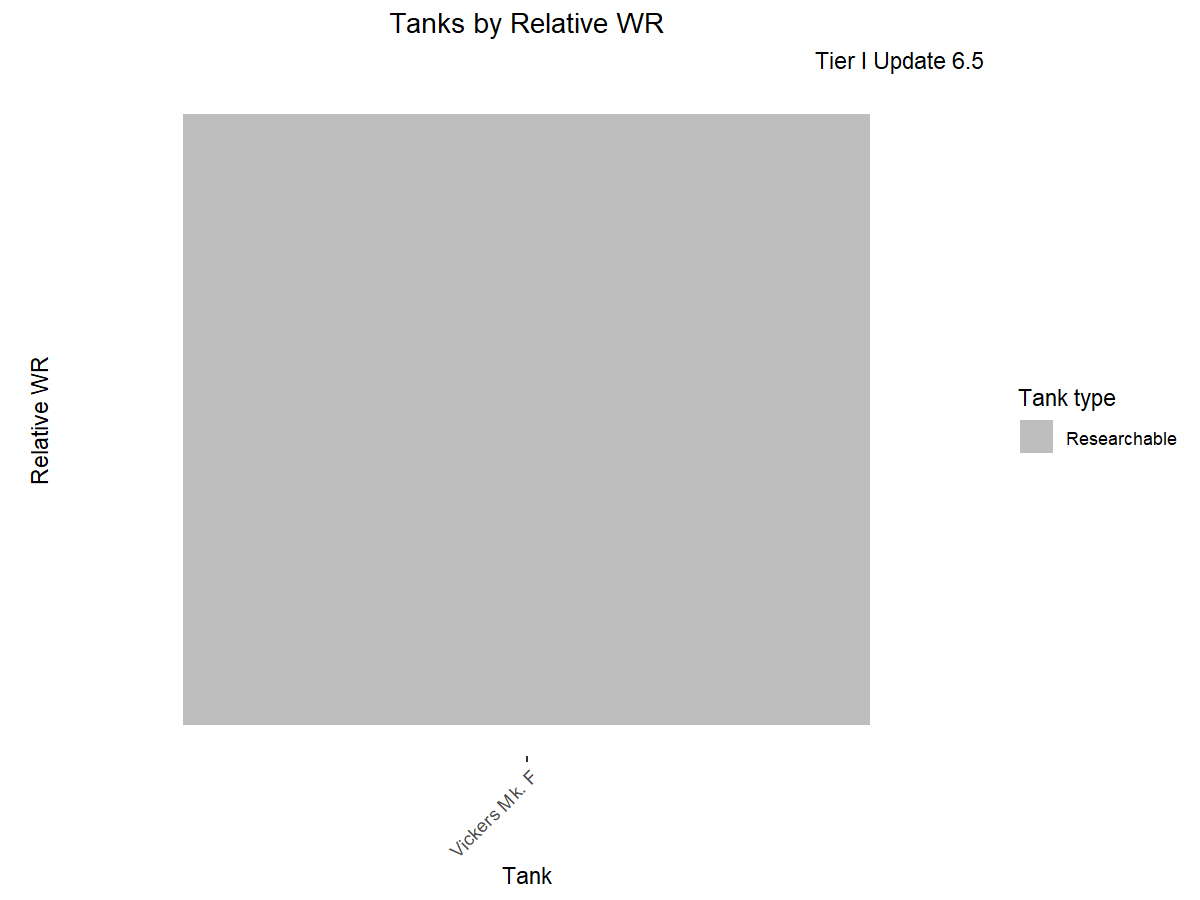 Tanks by Relative WR
Tier I Update 6.5
Relative WR
Tank type
Researchable
Vickers Mk. F
Tank